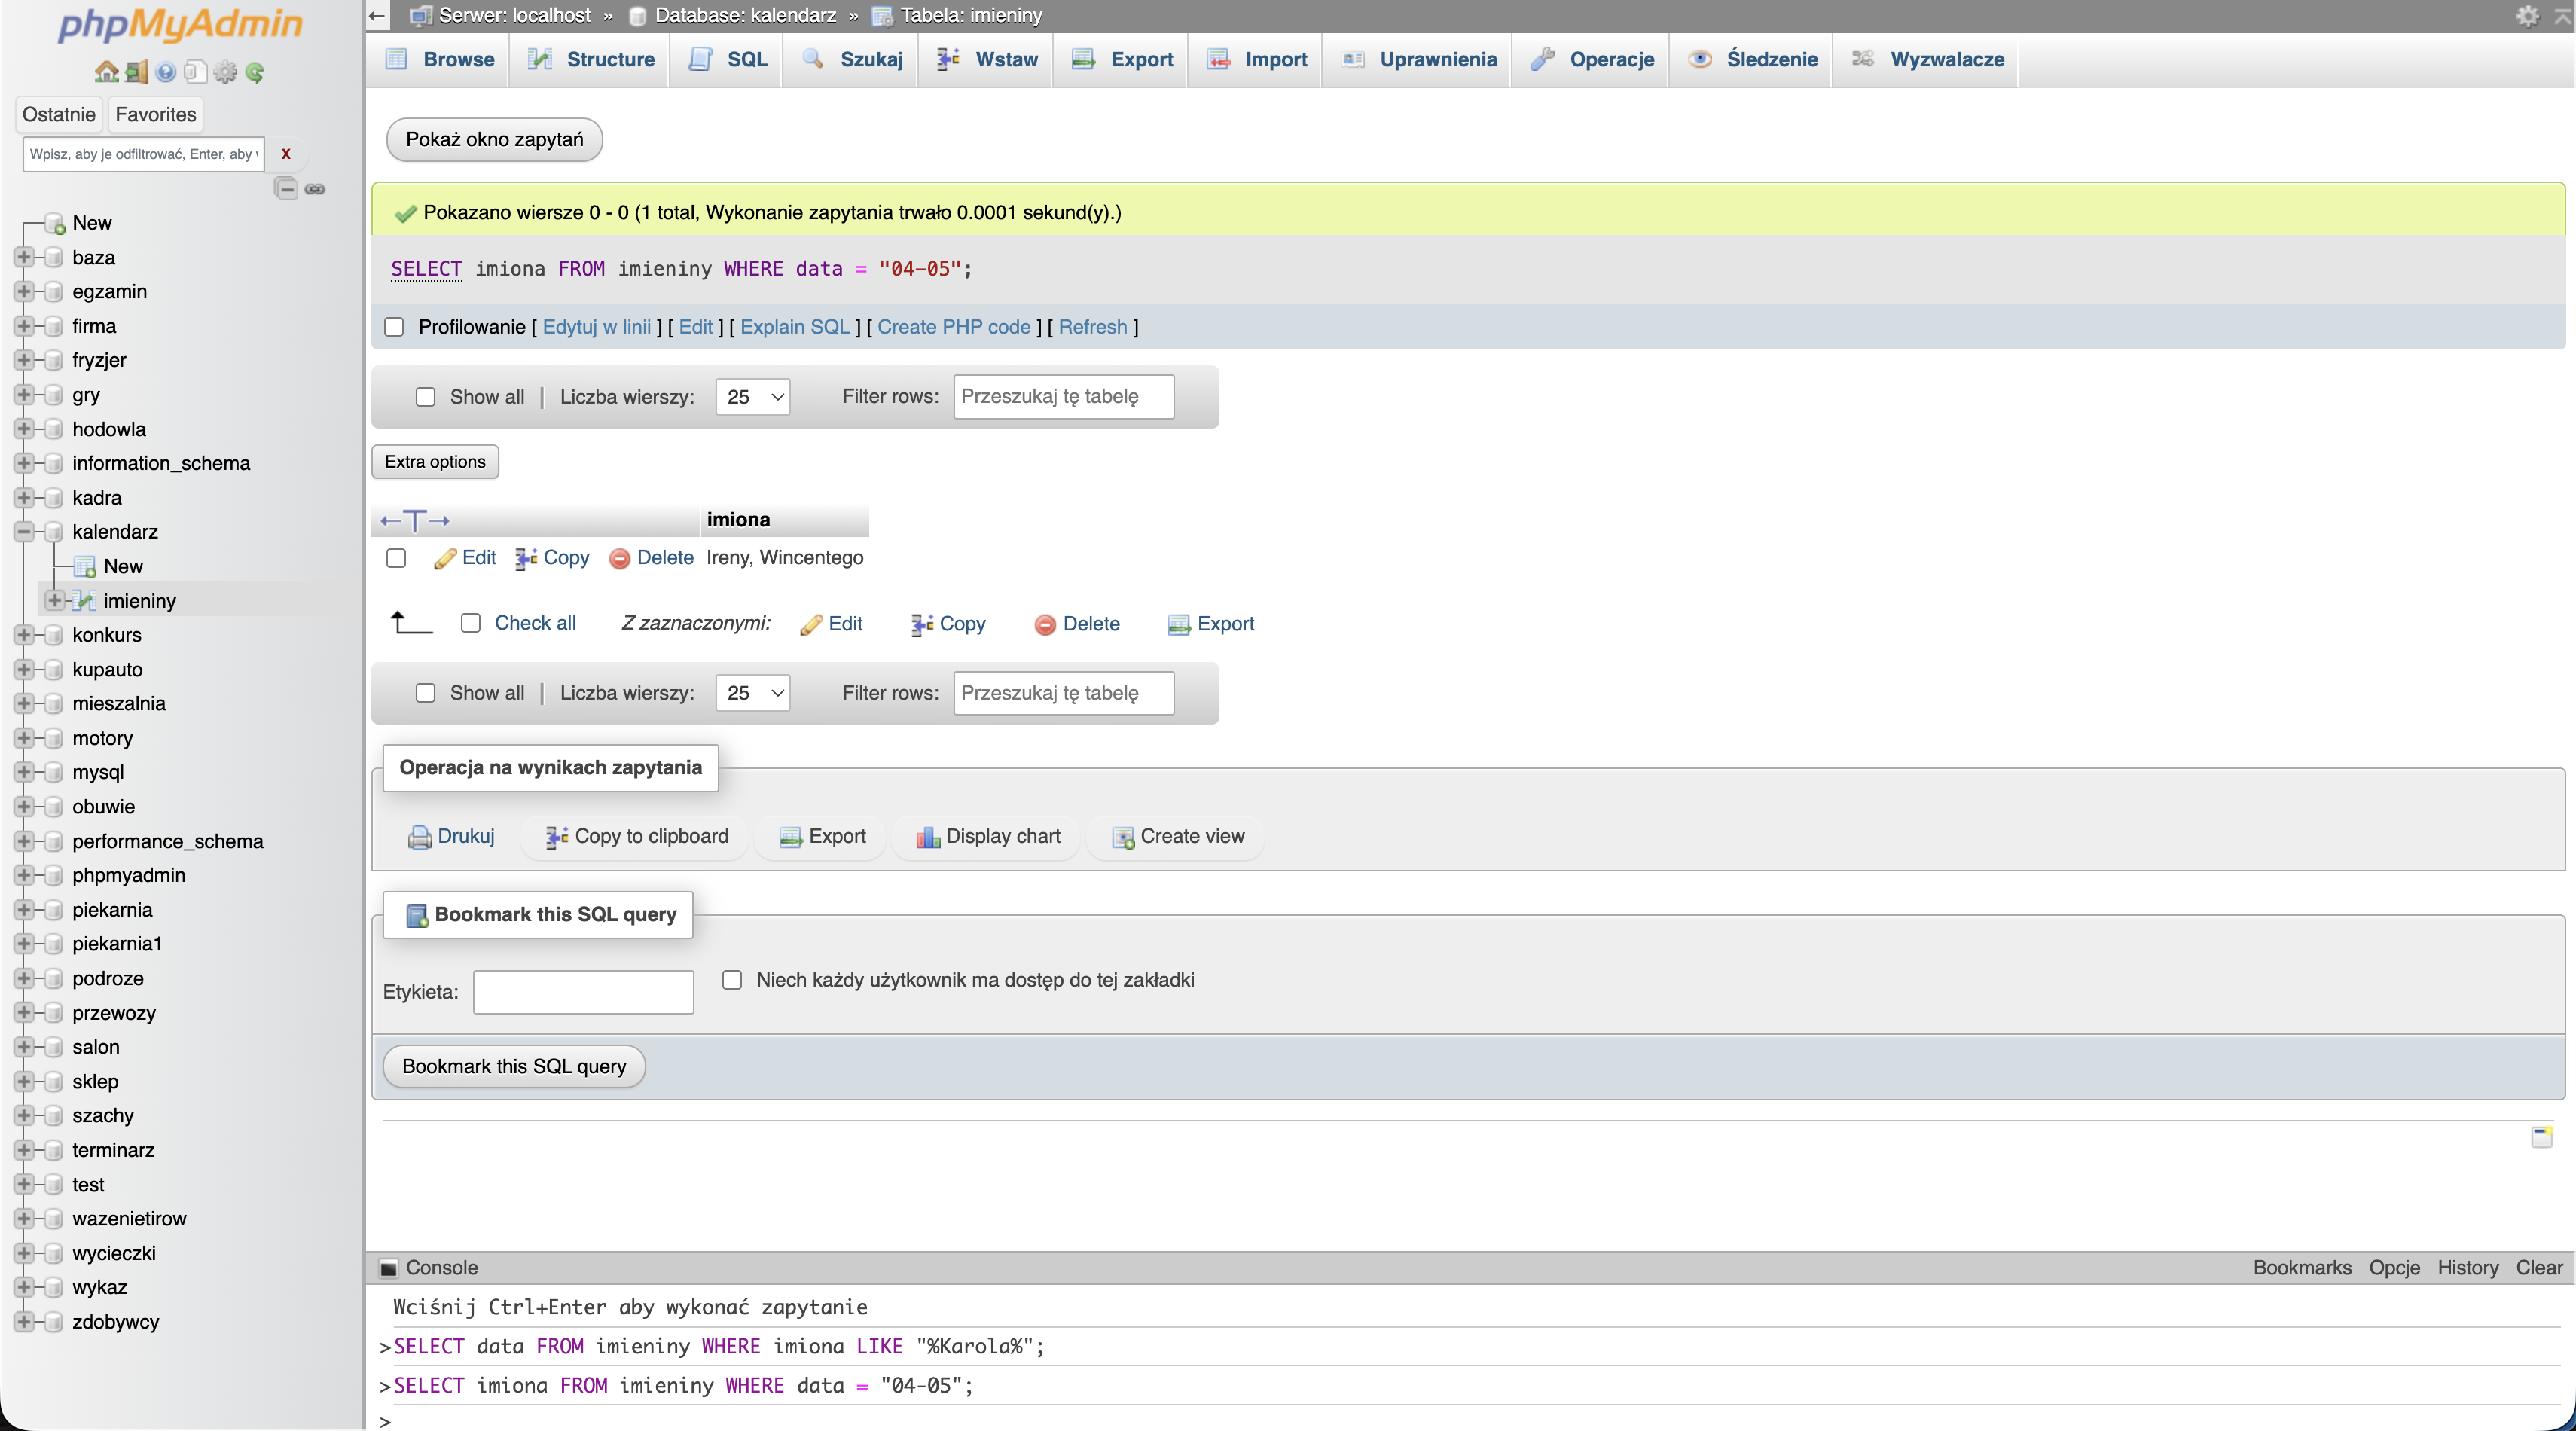 phpMyAdmin
Ostatnie Favorites
Wpisz, aby je odfiltrować, Enter, aby
X
New
baza
egzamin
firma
fryzjer
gry
hodowla
information_schema
kadra
kalendarz
New
imieniny
konkurs
kupauto
mieszalnia
motory
mysql
obuwie
performance_schema
phpmyadmin
piekarnia
piekarnia1
podroze
przewozy
salon
sklep
szachy
terminarz
test
wazenietirow
wycieczki
wykaz
zdobywcy
Serwer: localhost » Database: kalendarz » Tabela: imieniny
Browse Structure SQL Szukaj Wstaw Export Import Uprawnienia Operacje Śledzenie Wyzwalacze
Pokaż okno zapytań
Pokazano wiersze 0 - 0 (1 total, Wykonanie zapytania trwało 0.0001 sekund(y).)
SELECT imiona FROM imieniny WHERE data = "04-05";
Profilowanie [ Edytuj w linii ] [ Edit ] [ Explain SQL ] [ Create PHP code ] [ Refresh ]
Show all | Liczba wierszy: 25 Filter rows: Przeszukaj tę tabelę
Extra options
←T→ imiona
Edit Copy Delete Ireny, Wincentego
Check all Z zaznaczonymi: Edit Copy Delete Export
Show all | Liczba wierszy: 25 Filter rows: Przeszukaj tę tabelę
Operacja na wynikach zapytania
Drukuj Copy to clipboard Export Display chart Create view
Bookmark this SQL query
Etykieta: Niech każdy użytkownik ma dostęp do tej zakładki
Bookmark this SQL query
Console Bookmarks Opcje History Clear
Wciśnij Ctrl+Enter aby wykonać zapytanie
>SELECT data FROM imieniny WHERE imiona LIKE "%Karola%";
>SELECT imiona FROM imieniny WHERE data = "04-05";
>